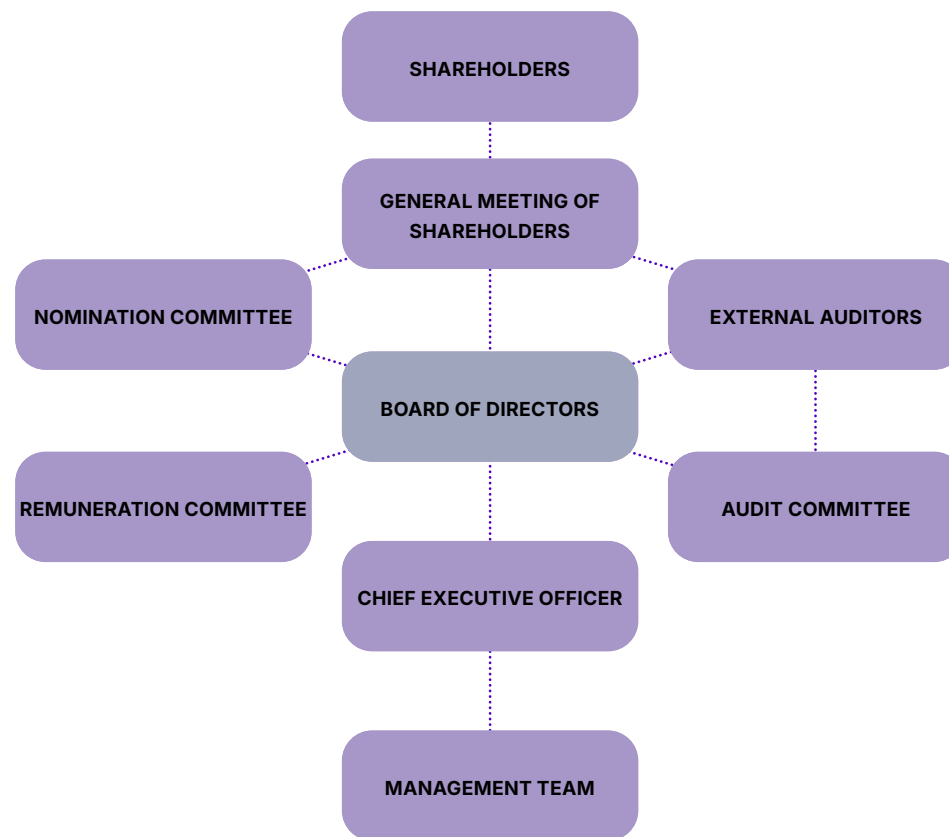 SHAREHOLDERS
GENERAL MEETING OF
SHAREHOLDERS
NOMINATION COMMITTEE
EXTERNAL AUDITORS
BOARD OF DIRECTORS
REMUNERATION COMMITTEE
AUDIT COMMITTEE
CHIEF EXECUTIVE OFFICER
MANAGEMENT TEAM